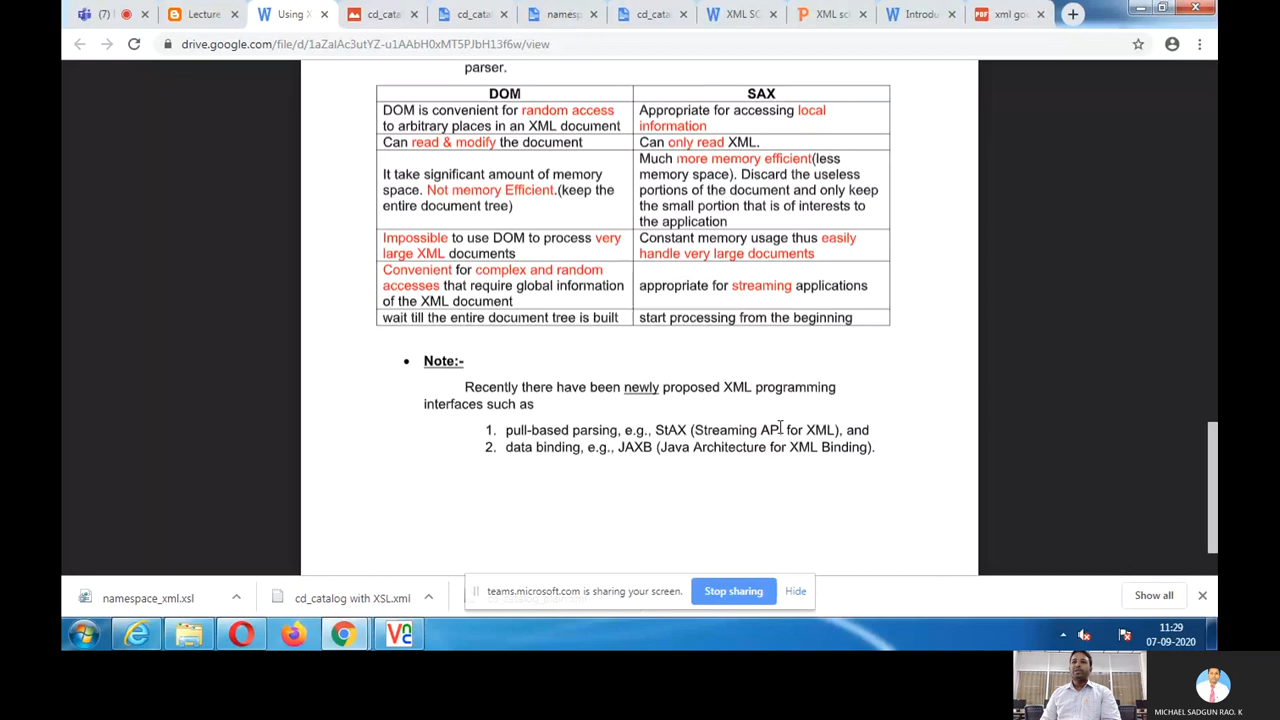 (7)
Lecture
Using X
cd_cata
cd_catal
namesp
cd_cata
XML SC
XML sc
Introdu
xml go
drive.google.com/file/d/1aZalAc3utYZ-u1AAbH0xMT5PJbH13f6w/view
parser.
DOM
SAX
DOM is convenient for random access
to arbitrary places in an XML document
Appropriate for accessing local
information
Can read & modify the document
Can only read XML.
It take significant amount of memory
space. Not memory Efficient.(keep the
entire document tree)
Much more memory efficient(less
memory space). Discard the useless
portions of the document and only keep
the small portion that is of interests to
the application
Impossible to use DOM to process very
large XML documents
Constant memory usage thus easily
handle very large documents
Convenient for complex and random
accesses that require global information
of the XML document
appropriate for streaming applications
wait till the entire document tree is built
start processing from the beginning
• Note:-
Recently there have been newly proposed XML programming
interfaces such as
1. pull-based parsing, e.g., StAX (Streaming API for XML), and
2. data binding, e.g., JAXB (Java Architecture for XML Binding).
namespace_xml.xsl
cd_catalog with XSL.xml
teams.microsoft.com is sharing your screen.
Stop sharing
Hide
Show all
11:29
07-09-2020
MICHAEL SADGUN RAO. K